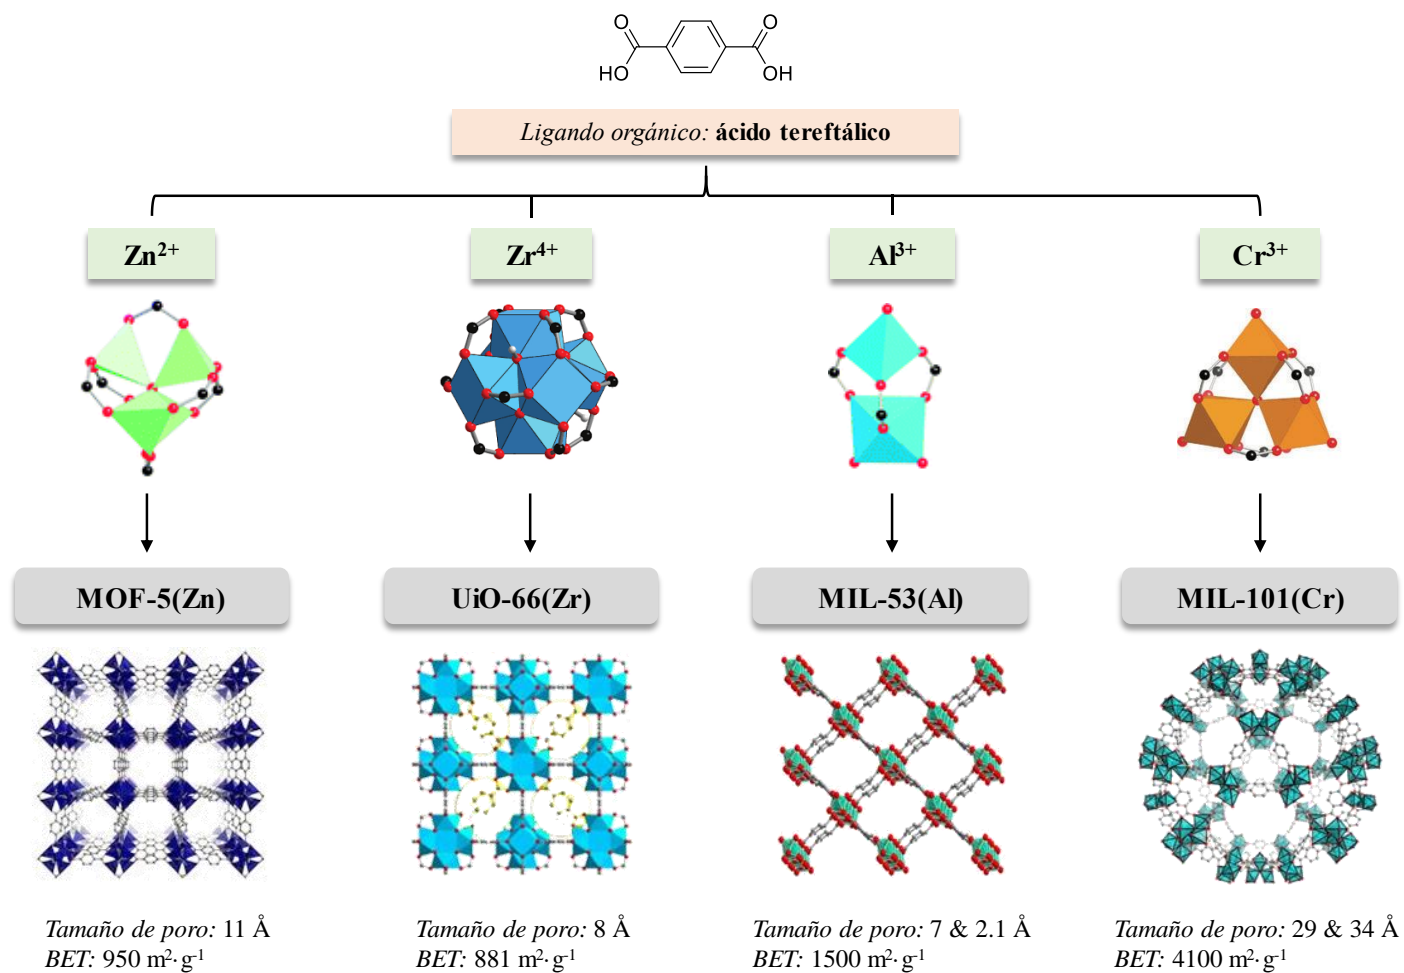 O
O
HO
OH
Ligando orgánico: ácido tereftálico
Zn²⁺
Zr⁴⁺
Al³⁺
Cr³⁺
MOF-5(Zn)
UiO-66(Zr)
MIL-53(Al)
MIL-101(Cr)
Tamaño de poro: 11 Å
BET: 950 m²·g⁻¹
Tamaño de poro: 8 Å
BET: 881 m²·g⁻¹
Tamaño de poro: 7 & 2.1 Å
BET: 1500 m²·g⁻¹
Tamaño de poro: 29 & 34 Å
BET: 4100 m²·g⁻¹